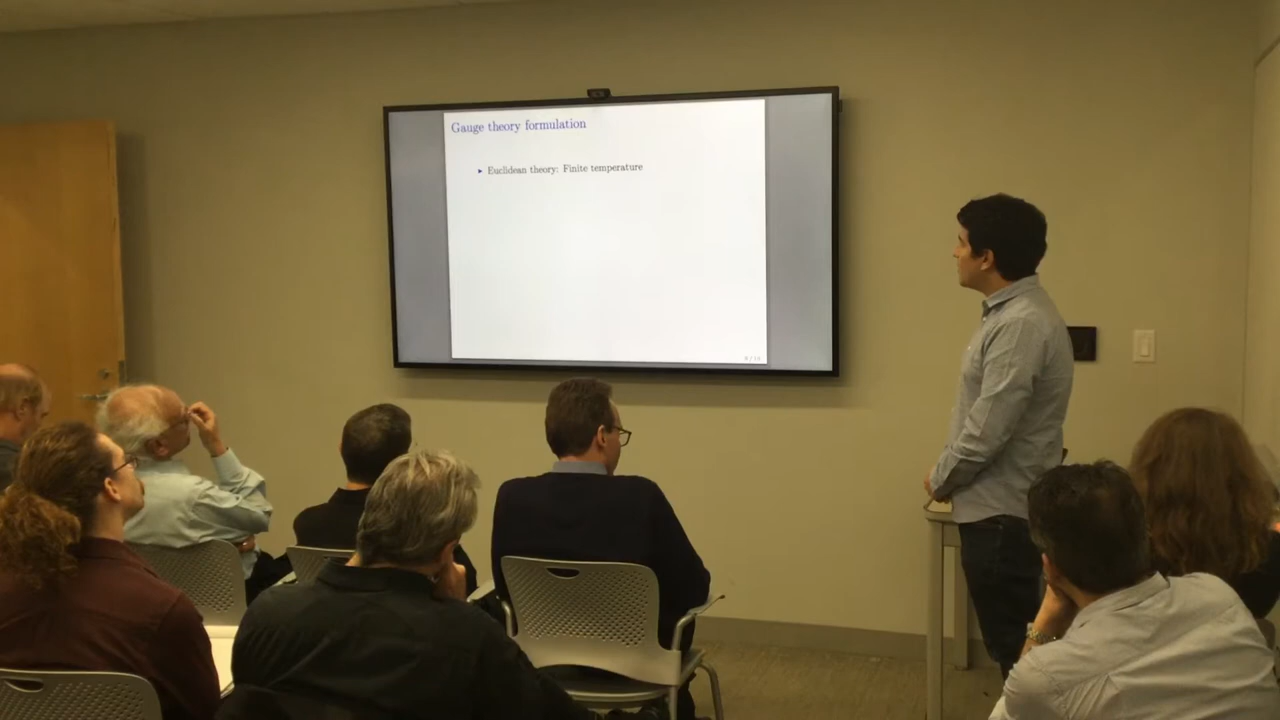 Gauge theory formulation
▸ Euclidean theory: Finite temperature